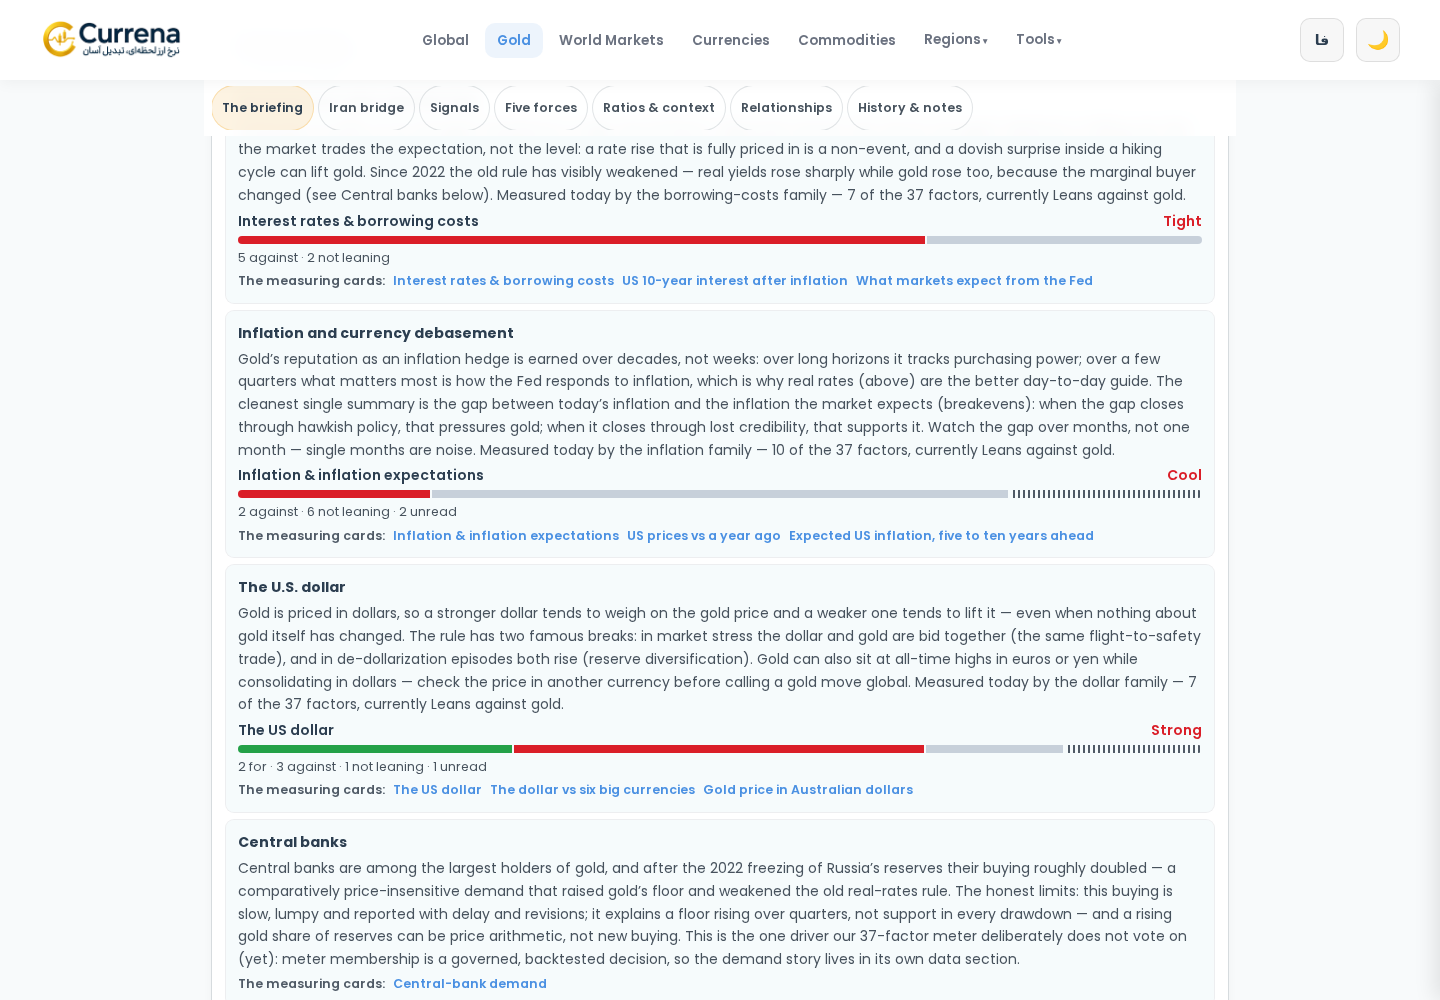 Currena
نرخ ارز لحظه‌ای، تبدیل آسان
Global
Gold
World Markets
Currencies
Commodities
Regions ▾
Tools ▾
فا
The briefing
Iran bridge
Signals
Five forces
Ratios & context
Relationships
History & notes
the market trades the expectation, not the level: a rate rise that is fully priced in is a non-event, and a dovish surprise inside a hiking
cycle can lift gold. Since 2022 the old rule has visibly weakened — real yields rose sharply while gold rose too, because the marginal buyer
changed (see Central banks below). Measured today by the borrowing-costs family — 7 of the 37 factors, currently Leans against gold.
Interest rates & borrowing costs
Tight
5 against · 2 not leaning
The measuring cards: Interest rates & borrowing costs US 10-year interest after inflation What markets expect from the Fed
Inflation and currency debasement
Gold’s reputation as an inflation hedge is earned over decades, not weeks: over long horizons it tracks purchasing power; over a few
quarters what matters most is how the Fed responds to inflation, which is why real rates (above) are the better day-to-day guide. The
cleanest single summary is the gap between today’s inflation and the inflation the market expects (breakevens): when the gap closes
through hawkish policy, that pressures gold; when it closes through lost credibility, that supports it. Watch the gap over months, not one
month — single months are noise. Measured today by the inflation family — 10 of the 37 factors, currently Leans against gold.
Inflation & inflation expectations
Cool
2 against · 6 not leaning · 2 unread
The measuring cards: Inflation & inflation expectations US prices vs a year ago Expected US inflation, five to ten years ahead
The U.S. dollar
Gold is priced in dollars, so a stronger dollar tends to weigh on the gold price and a weaker one tends to lift it — even when nothing about
gold itself has changed. The rule has two famous breaks: in market stress the dollar and gold are bid together (the same flight-to-safety
trade), and in de-dollarization episodes both rise (reserve diversification). Gold can also sit at all-time highs in euros or yen while
consolidating in dollars — check the price in another currency before calling a gold move global. Measured today by the dollar family — 7
of the 37 factors, currently Leans against gold.
The US dollar
Strong
2 for · 3 against · 1 not leaning · 1 unread
The measuring cards: The US dollar The dollar vs six big currencies Gold price in Australian dollars
Central banks
Central banks are among the largest holders of gold, and after the 2022 freezing of Russia’s reserves their buying roughly doubled — a
comparatively price-insensitive demand that raised gold’s floor and weakened the old real-rates rule. The honest limits: this buying is
slow, lumpy and reported with delay and revisions; it explains a floor rising over quarters, not support in every drawdown — and a rising
gold share of reserves can be price arithmetic, not new buying. This is the one driver our 37-factor meter deliberately does not vote on
(yet): meter membership is a governed, backtested decision, so the demand story lives in its own data section.
The measuring cards: Central-bank demand